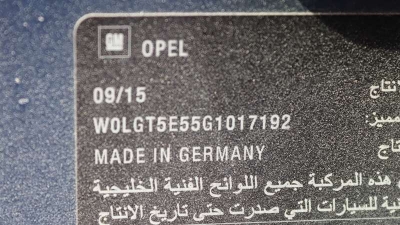 GM OPEL
09/15
W0LGT5E55G1017192
MADE IN GERMANY
هذه المركبة جميع اللوائح الفنية الخليجية
للسيارات التي صدرت حتى تاريخ الانتاج